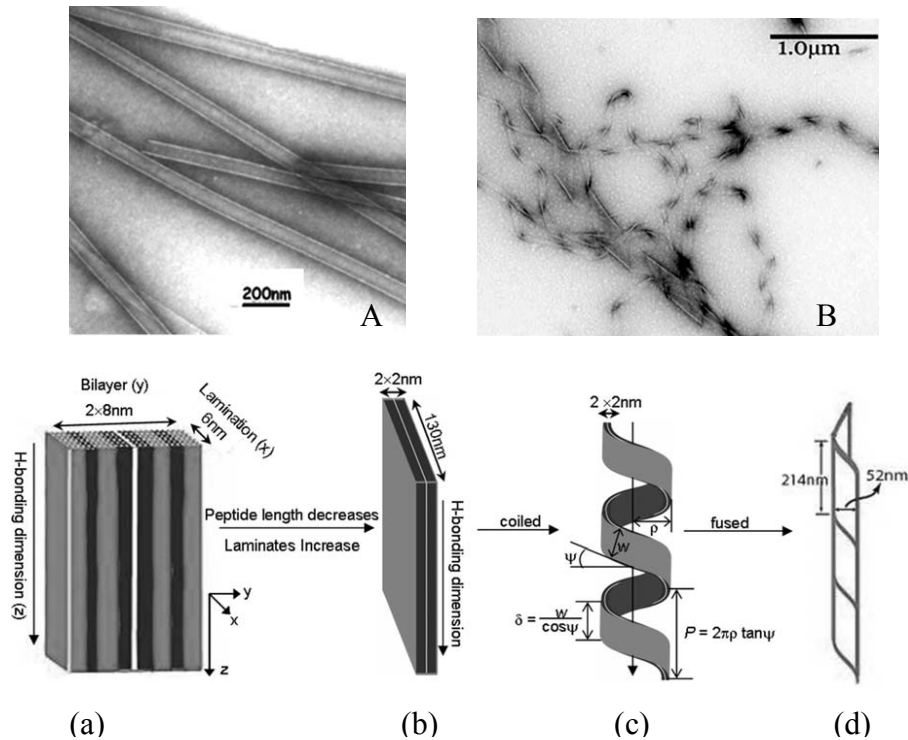 1.0μm
200nm
A
B
Bilayer (y)
2×8nm
Lamination (x)
6nm
H-bonding dimension (z)
y
x
z
Peptide length decreases
Laminates Increase
2×2nm
130nm
H-bonding dimension
coiled
2 ×2nm
ρ
w
Ψ
δ = w / cosΨ
P = 2πρ tanψ
fused
214nm
52nm
(a)
(b)
(c)
(d)